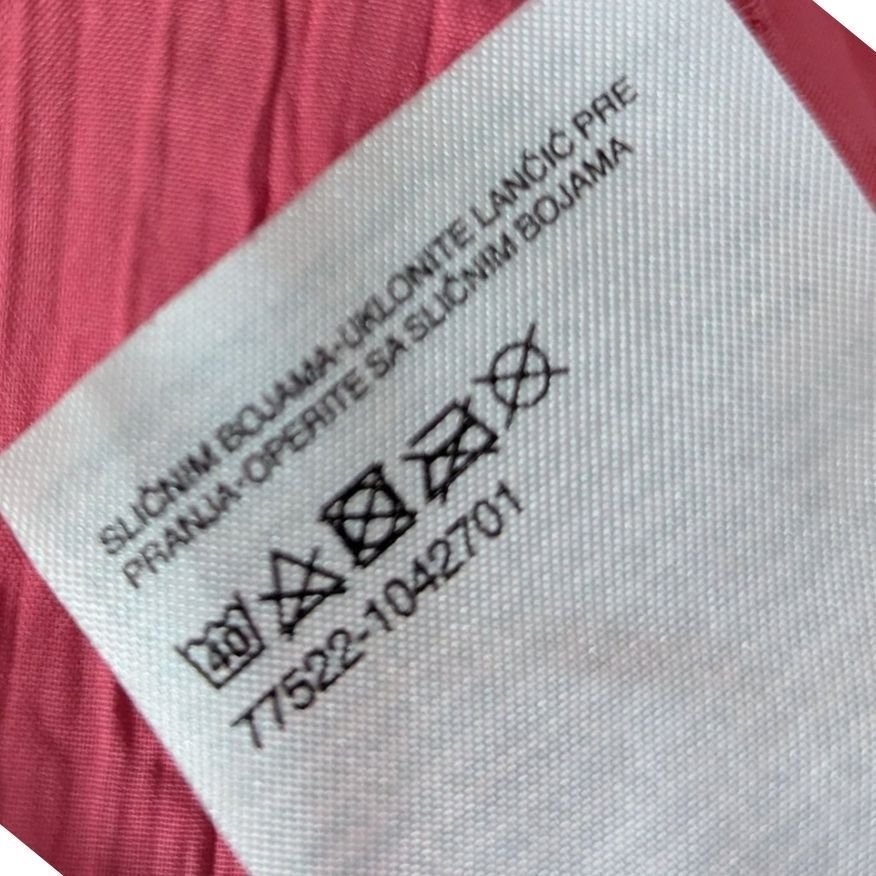 SLIČNIM BOJAMA-UKLONITE LANČIĆ PRE
PRANJA-OPERITE SA SLIČNIM BOJAMA
40
T7522-1042701